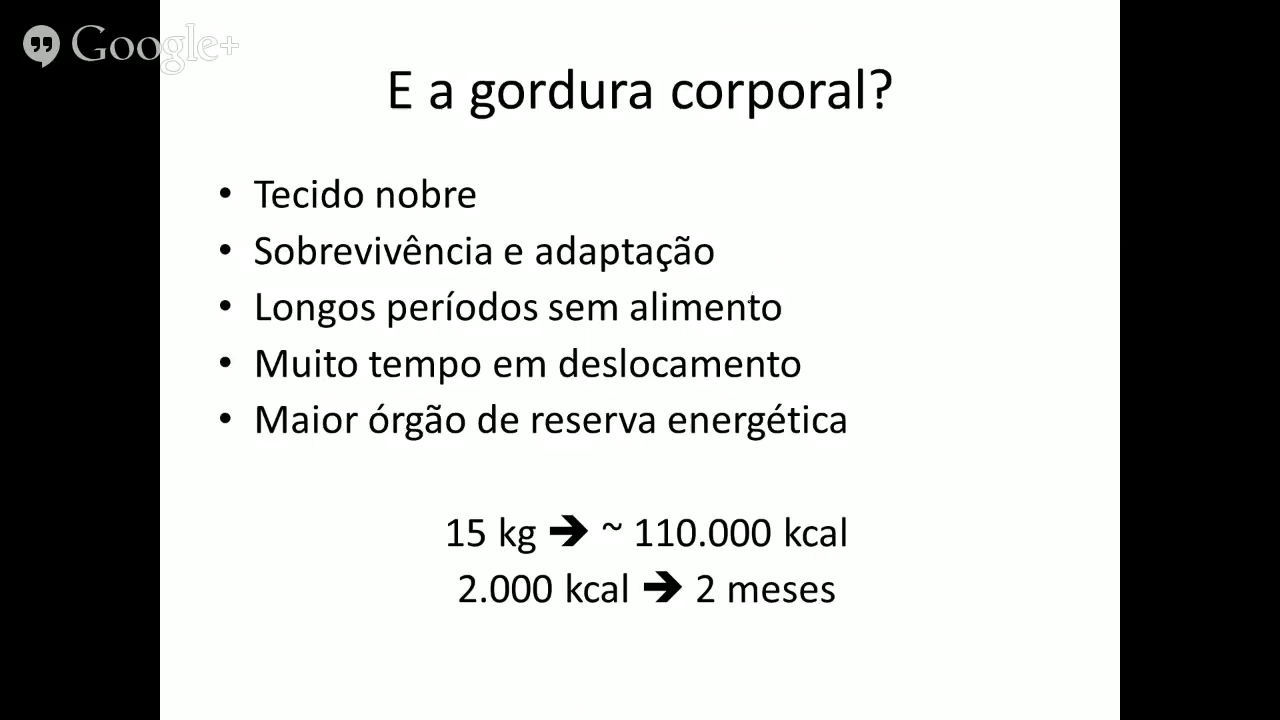 Google+
E a gordura corporal?
• Tecido nobre
• Sobrevivência e adaptação
• Longos períodos sem alimento
• Muito tempo em deslocamento
• Maior órgão de reserva energética
15 kg 🡺 ~ 110.000 kcal
2.000 kcal 🡺 2 meses